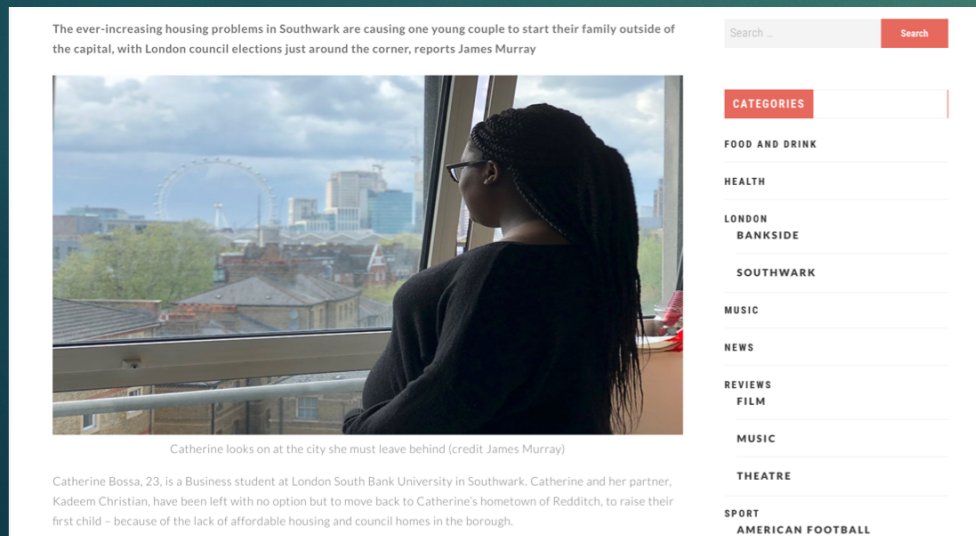 The ever-increasing housing problems in Southwark are causing one young couple to start their family outside of
the capital, with London council elections just around the corner, reports James Murray
Catherine looks on at the city she must leave behind (credit James Murray)
Catherine Bossa, 23, is a Business student at London South Bank University in Southwark. Catherine and her partner,
Kadeem Christian, have been left with no option but to move back to Catherine's hometown of Redditch, to raise their
first child – because of the lack of affordable housing and council homes in the borough.
Search ...
Search
CATEGORIES
FOOD AND DRINK
HEALTH
LONDON
BANKSIDE
SOUTHWARK
MUSIC
NEWS
REVIEWS
FILM
MUSIC
THEATRE
SPORT
AMERICAN FOOTBALL